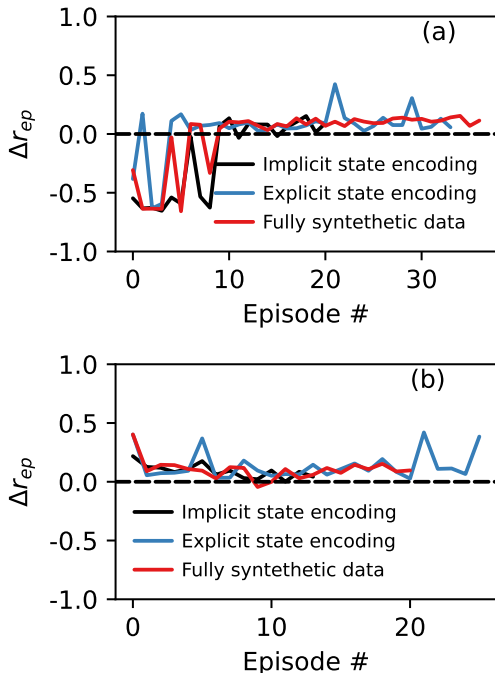 (a)
1.0
0.5
0.0
-0.5
-1.0
Δr_ep
Implicit state encoding
Explicit state encoding
Fully syntethetic data
0 10 20 30
Episode #
(b)
1.0
0.5
0.0
-0.5
-1.0
Δr_ep
Implicit state encoding
Explicit state encoding
Fully syntethetic data
0 10 20
Episode #